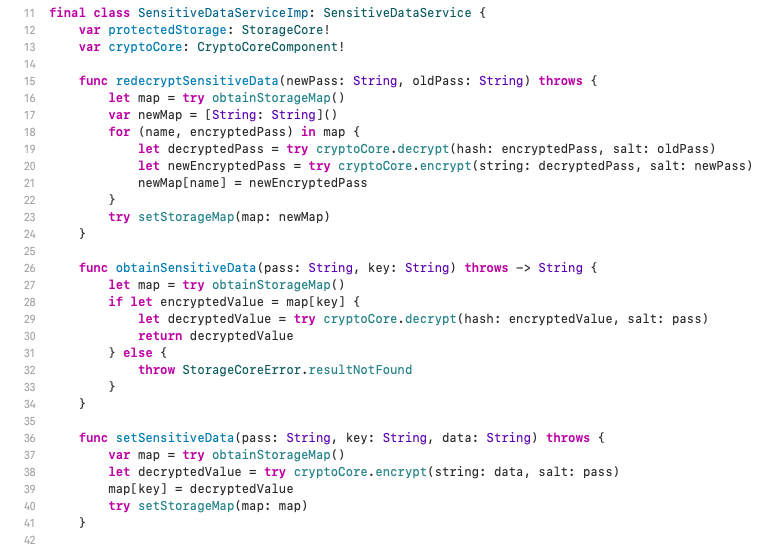 11 final class SensitiveDataServiceImp: SensitiveDataService {
12     var protectedStorage: StorageCore!
13     var cryptoCore: CryptoCoreComponent!
14
15     func redecryptSensitiveData(newPass: String, oldPass: String) throws {
16         let map = try obtainStorageMap()
17         var newMap = [String: String]()
18         for (name, encryptedPass) in map {
19             let decryptedPass = try cryptoCore.decrypt(hash: encryptedPass, salt: oldPass)
20             let newEncryptedPass = try cryptoCore.encrypt(string: decryptedPass, salt: newPass)
21             newMap[name] = newEncryptedPass
22         }
23         try setStorageMap(map: newMap)
24     }
25
26     func obtainSensitiveData(pass: String, key: String) throws -> String {
27         let map = try obtainStorageMap()
28         if let encryptedValue = map[key] {
29             let decryptedValue = try cryptoCore.decrypt(hash: encryptedValue, salt: pass)
30             return decryptedValue
31         } else {
32             throw StorageCoreError.resultNotFound
33         }
34     }
35
36     func setSensitiveData(pass: String, key: String, data: String) throws {
37         var map = try obtainStorageMap()
38         let decryptedValue = try cryptoCore.encrypt(string: data, salt: pass)
39         map[key] = decryptedValue
40         try setStorageMap(map: map)
41     }
42